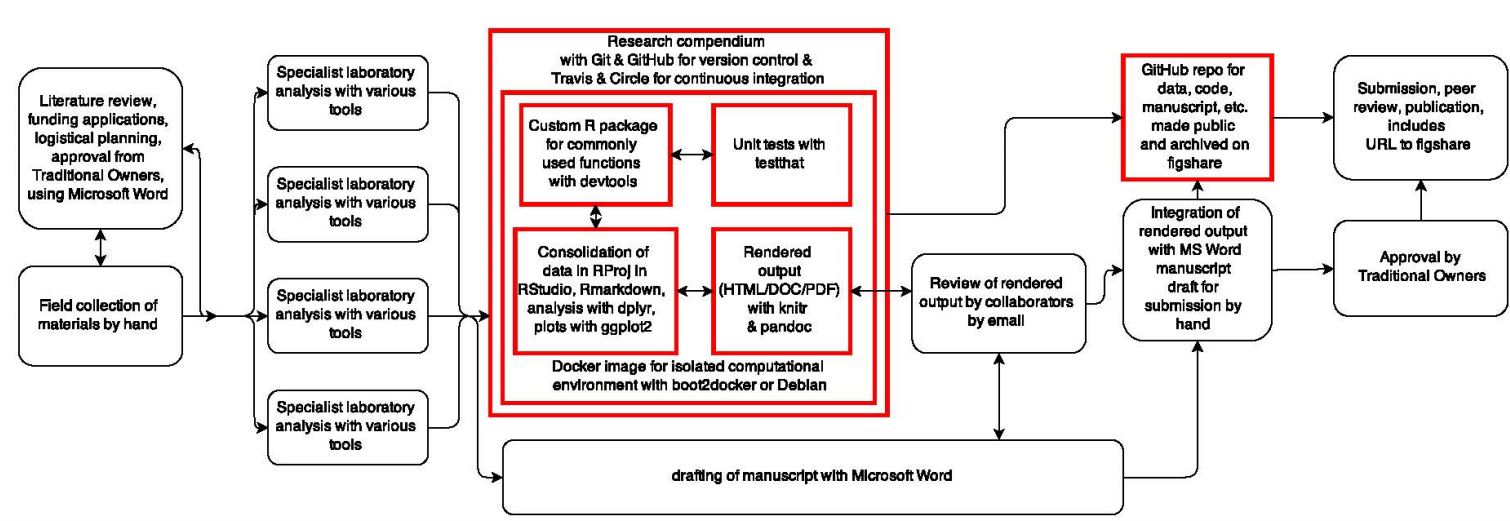 Literature review,
funding applications,
logistical planning,
approval from
Traditional Owners,
using Microsoft Word
Field collection of
materials by hand
Specialist laboratory
analysis with various
tools
Specialist laboratory
analysis with various
tools
Specialist laboratory
analysis with various
tools
Specialist laboratory
analysis with various
tools
Research compendium
with Git & GitHub for version control &
Travis & Circle for continuous integration
Custom R package
for commonly
used functions
with devtools
Unit tests with
testthat
Consolidation of
data in RProj in
RStudio, Rmarkdown,
analysis with dplyr,
plots with ggplot2
Rendered
output
(HTML/DOC/PDF)
with knitr
& pandoc
Docker image for isolated computational
environment with boot2docker or Debian
drafting of manuscript with Microsoft Word
Review of rendered
output by collaborators
by email
GitHub repo for
data, code,
manuscript, etc.
made public
and archived on
figshare
Integration of
rendered output
with MS Word
manuscript
draft for
submission by
hand
Submission, peer
review, publication,
includes
URL to figshare
Approval by
Traditional Owners